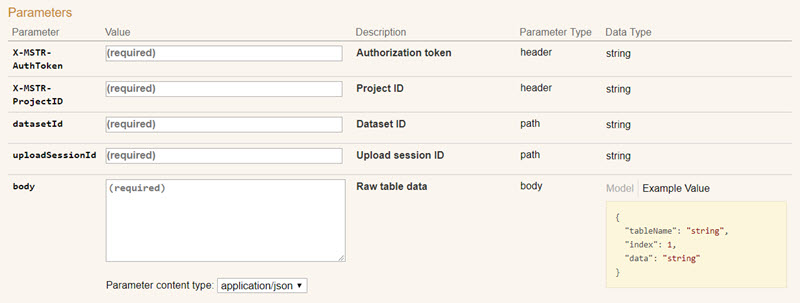 Parameters
Parameter Value Description Parameter Type Data Type
X-MSTR-AuthToken (required) Authorization token header string
X-MSTR-ProjectID (required) Project ID header string
datasetId (required) Dataset ID path string
uploadSessionId (required) Upload session ID path string
body (required) Raw table data body Model Example Value
{
"tableName": "string",
"index": 1,
"data": "string"
}
Parameter content type: application/json